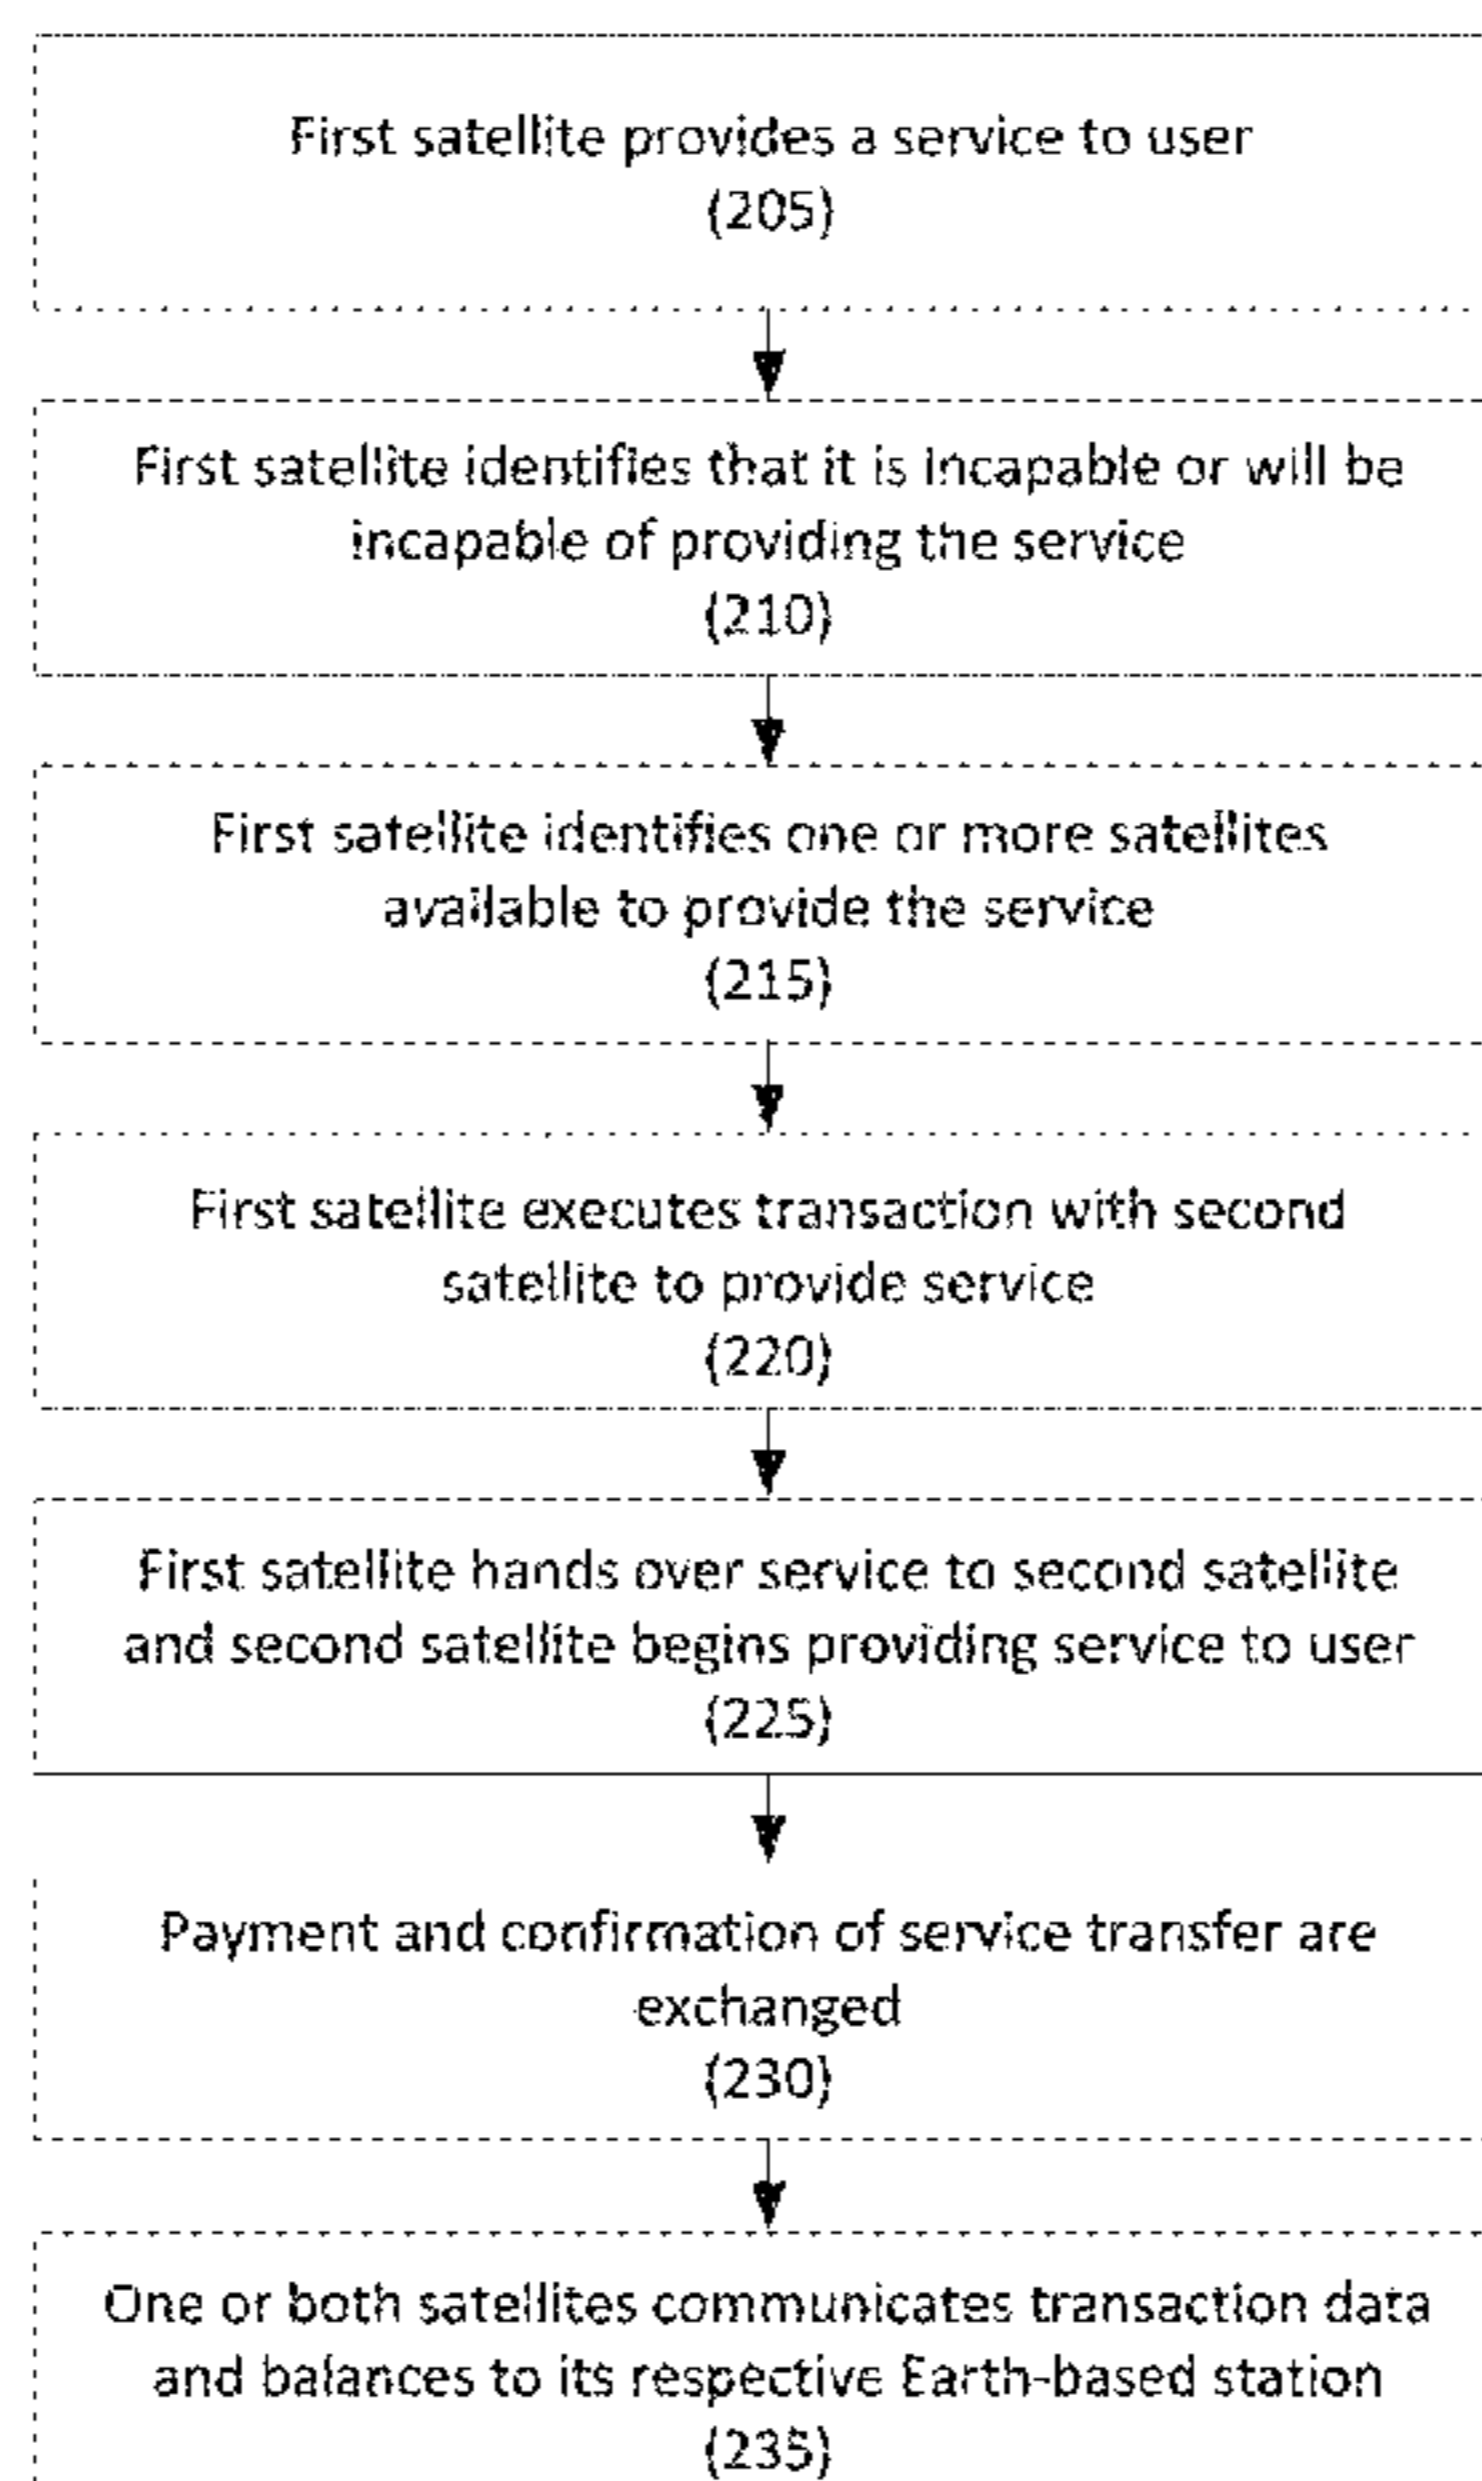 First satellite provides a service to user
(205)
First satellite identifies that it is incapable or will be
incapable of providing the service
(210)
First satellite identifies one or more satellites
available to provide the service
(215)
First satellite executes transaction with second
satellite to provide service
(220)
First satellite hands over service to second satellite
and second satellite begins providing service to user
(225)
Payment and confirmation of service transfer are
exchanged
(230)
One or both satellites communicates transaction data
and balances to its respective Earth-based station
(235)